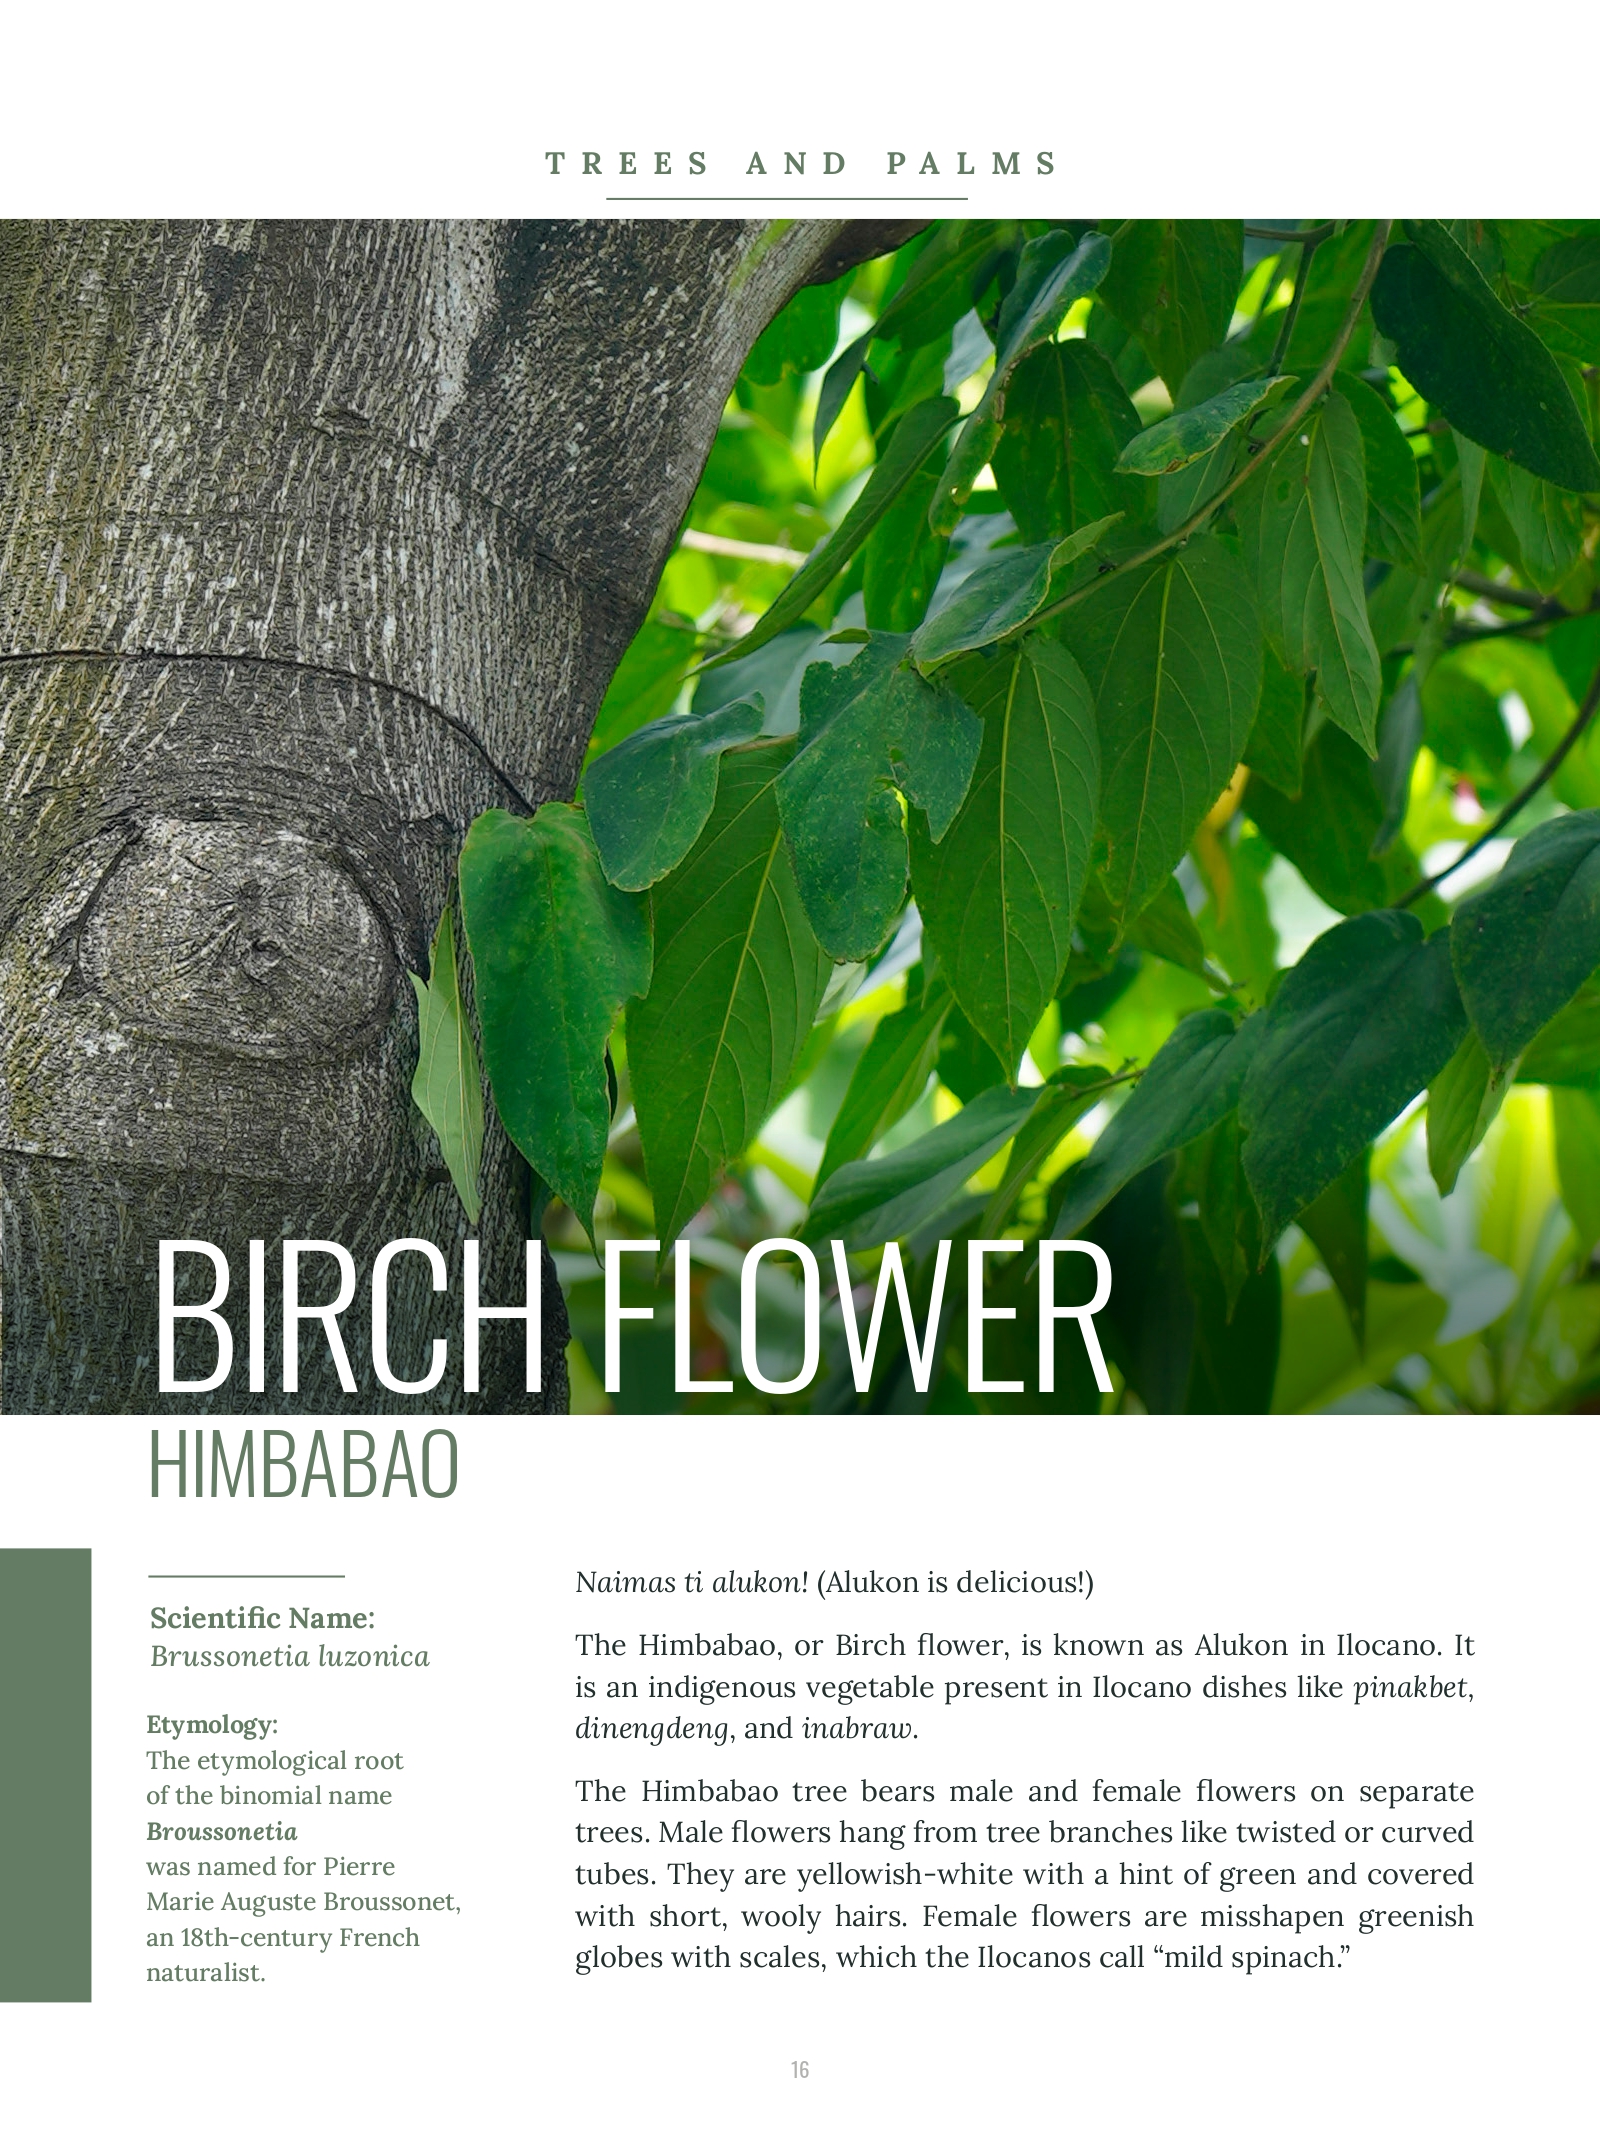 TREES AND PALMS
BIRCH FLOWER
HIMBABAO
Scientific Name:
Brussonetia luzonica
Etymology:
The etymological root
of the binomial name
Broussonetia
was named for Pierre
Marie Auguste Broussonet,
an 18th-century French
naturalist.
Naimas ti alukon! (Alukon is delicious!)
The Himbabao, or Birch flower, is known as Alukon in Ilocano. It
is an indigenous vegetable present in Ilocano dishes like pinakbet,
dinengdeng, and inabraw.
The Himbabao tree bears male and female flowers on separate
trees. Male flowers hang from tree branches like twisted or curved
tubes. They are yellowish-white with a hint of green and covered
with short, wooly hairs. Female flowers are misshapen greenish
globes with scales, which the Ilocanos call “mild spinach.”
16